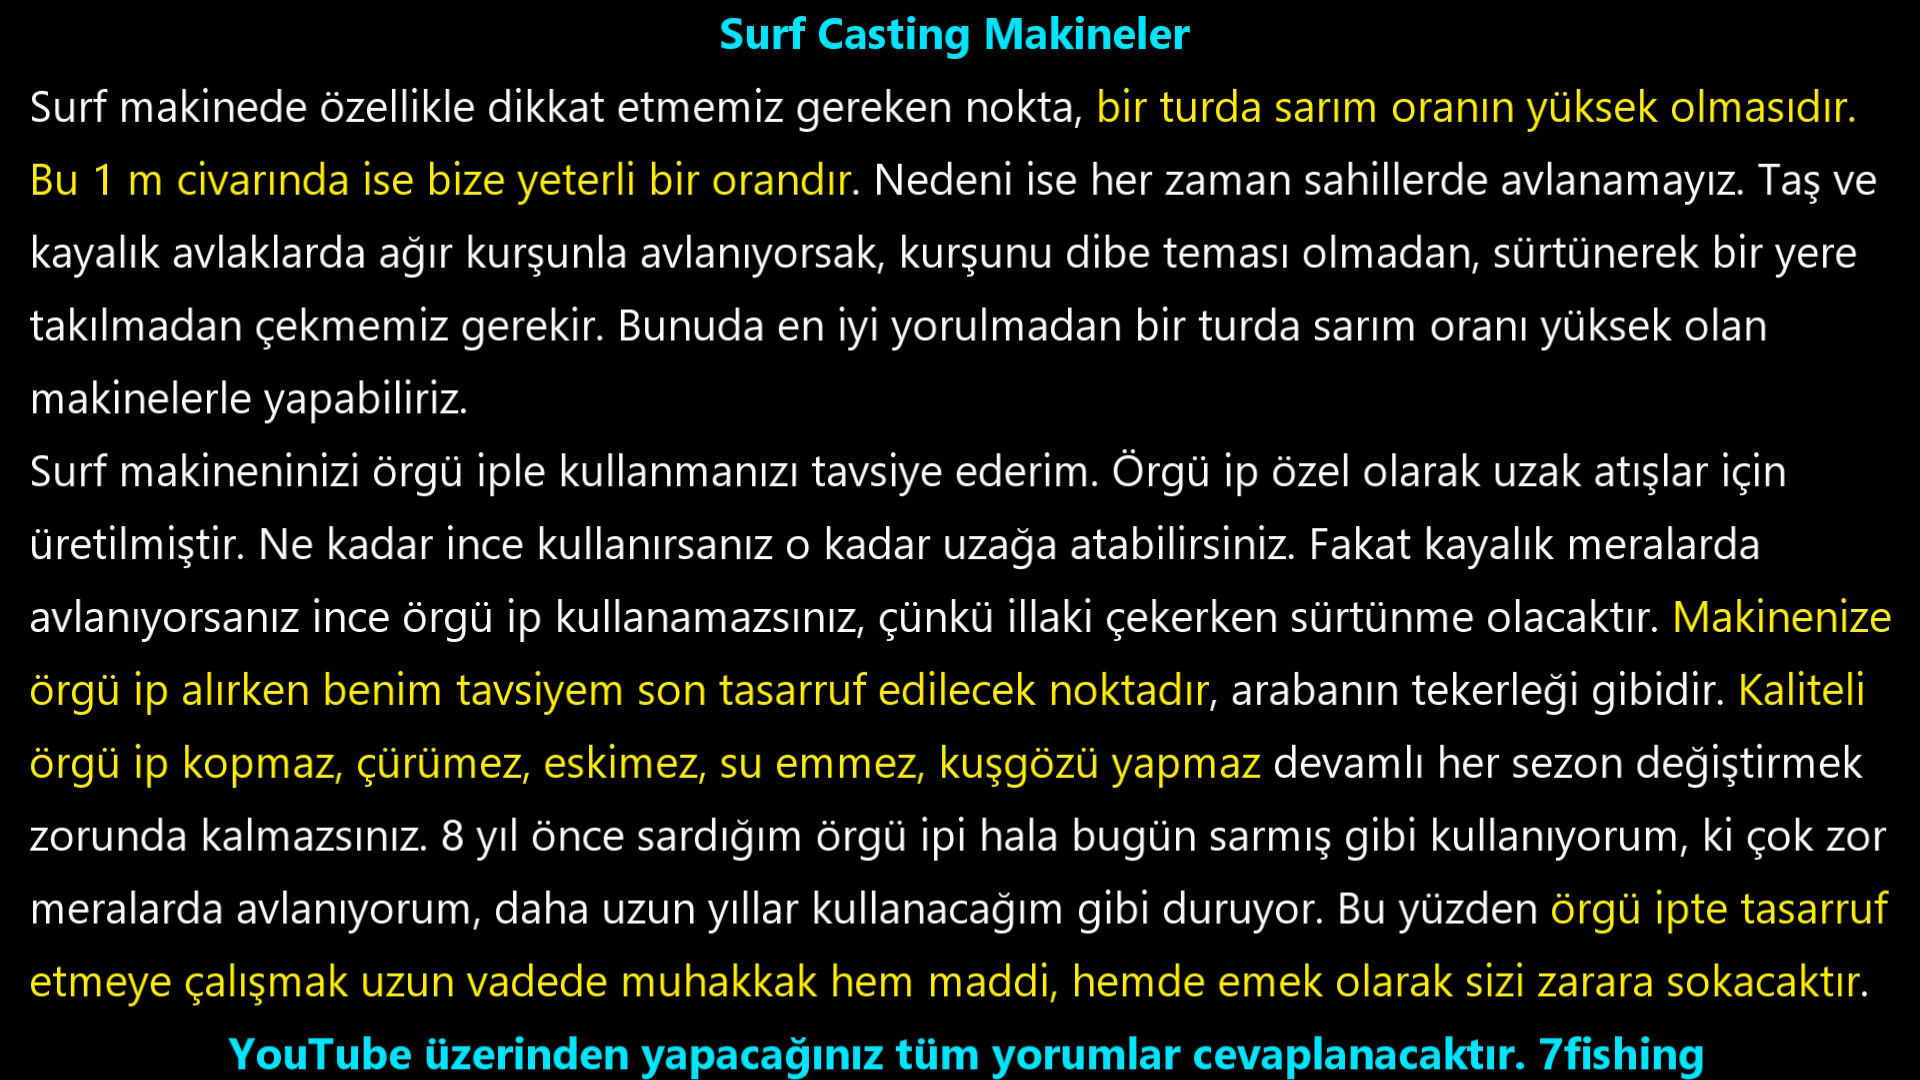 Surf Casting Makineler
Surf makinede özellikle dikkat etmemiz gereken nokta, bir turda sarım oranın yüksek olmasıdır.
Bu 1 m civarında ise bize yeterli bir orandır. Nedeni ise her zaman sahillerde avlanamayız. Taş ve
kayalık avlaklarda ağır kurşunla avlanıyorsak, kurşunu dibe teması olmadan, sürtünerek bir yere
takılmadan çekmemiz gerekir. Bunuda en iyi yorulmadan bir turda sarım oranı yüksek olan
makinelerle yapabiliriz.
Surf makineninizi örgü iple kullanmanızı tavsiye ederim. Örgü ip özel olarak uzak atışlar için
üretilmiştir. Ne kadar ince kullanırsanız o kadar uzağa atabilirsiniz. Fakat kayalık meralarda
avlanıyorsanız ince örgü ip kullanamazsınız, çünkü illaki çekerken sürtünme olacaktır. Makinenize
örgü ip alırken benim tavsiyem son tasarruf edilecek noktadır, arabanın tekerleği gibidir. Kaliteli
örgü ip kopmaz, çürümez, eskimez, su emmez, kuşgözü yapmaz devamlı her sezon değiştirmek
zorunda kalmazsınız. 8 yıl önce sardığım örgü ipi hala bugün sarmış gibi kullanıyorum, ki çok zor
meralarda avlanıyorum, daha uzun yıllar kullanacağım gibi duruyor. Bu yüzden örgü ipte tasarruf
etmeye çalışmak uzun vadede muhakkak hem maddi, hemde emek olarak sizi zarara sokacaktır.
YouTube üzerinden yapacağınız tüm yorumlar cevaplanacaktır. 7fishing